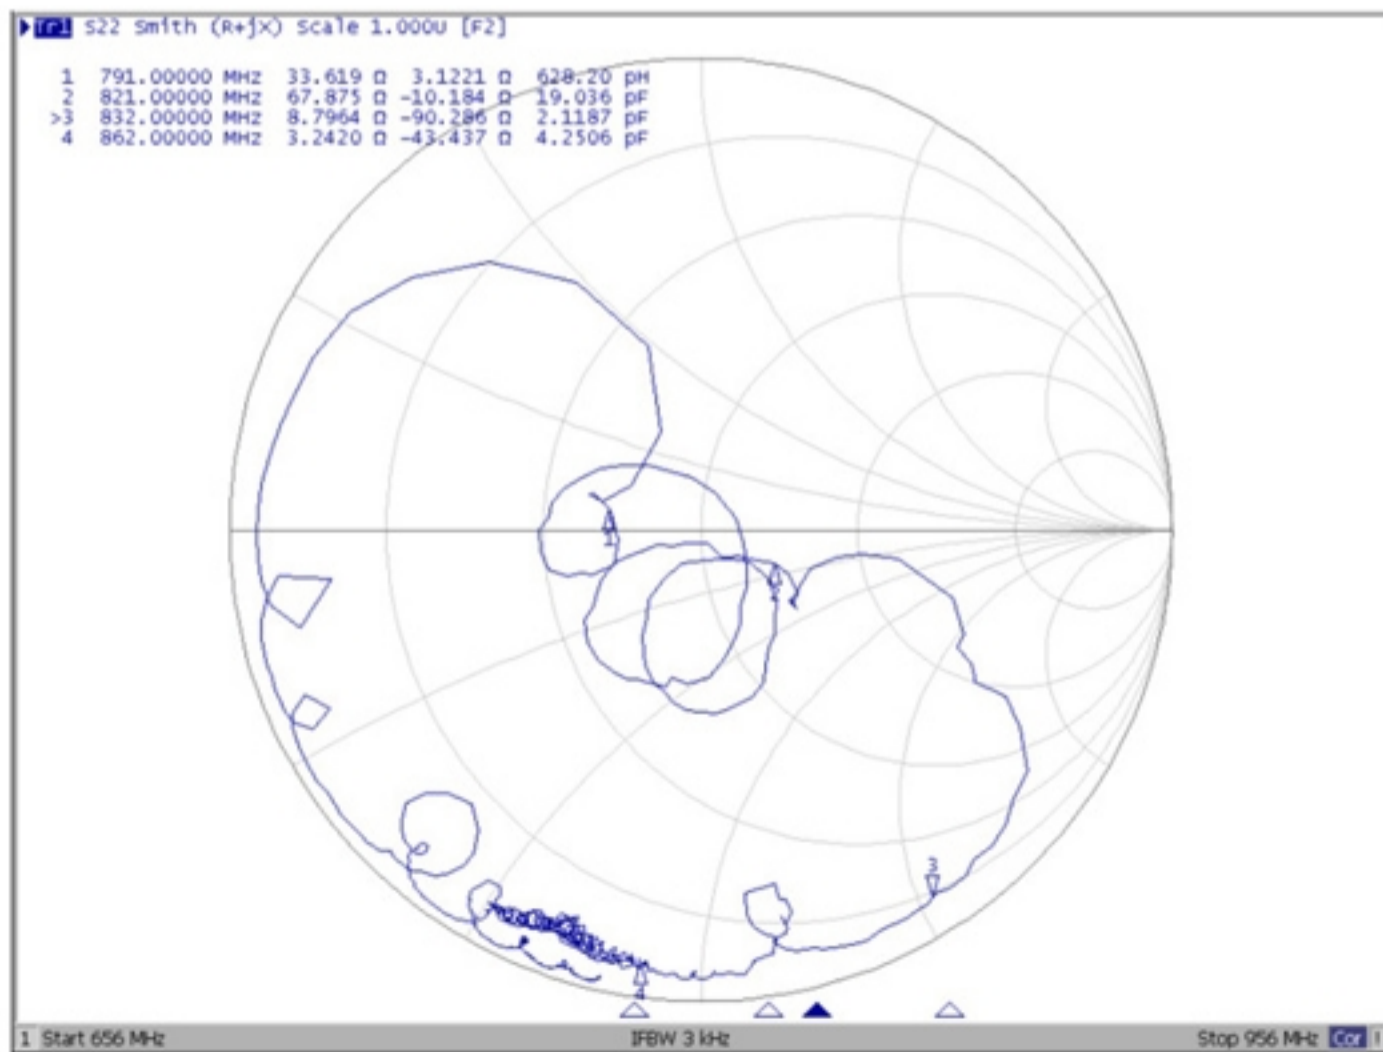 Tr1 S22 Smith (R+jX) Scale 1.000U [F2]
1 791.00000 MHz 33.619 Ω 3.1221 Ω 628.20 pH
2 821.00000 MHz 67.875 Ω -10.184 Ω 19.036 pF
>3 832.00000 MHz 8.7964 Ω -90.286 Ω 2.1187 pF
4 862.00000 MHz 3.2420 Ω -43.437 Ω 4.2506 pF
1
3
4
1 Start 656 MHz IFBW 3 kHz Stop 956 MHz Cor !